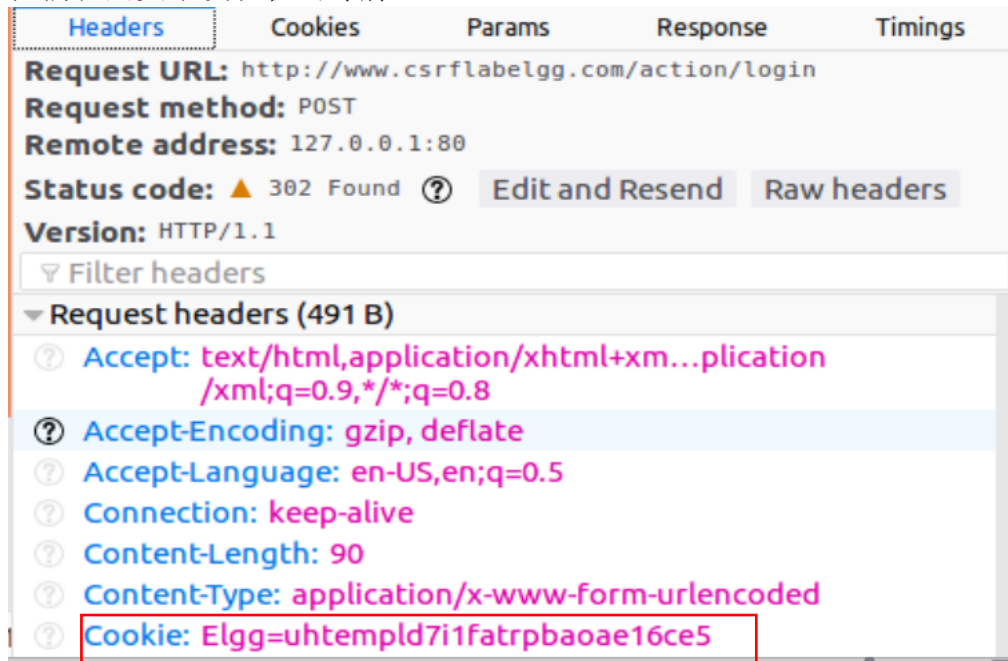 Headers Cookies Params Response Timings
Request URL: http://www.csrflabelgg.com/action/login
Request method: POST
Remote address: 127.0.0.1:80
Status code: ▲ 302 Found ? Edit and Resend Raw headers
Version: HTTP/1.1
Filter headers
Request headers (491 B)
? Accept: text/html,application/xhtml+xm…plication
/xml;q=0.9,*/*;q=0.8
? Accept-Encoding: gzip, deflate
? Accept-Language: en-US,en;q=0.5
? Connection: keep-alive
? Content-Length: 90
? Content-Type: application/x-www-form-urlencoded
? Cookie: Elgg=uhtempld7i1fatrpbaoae16ce5